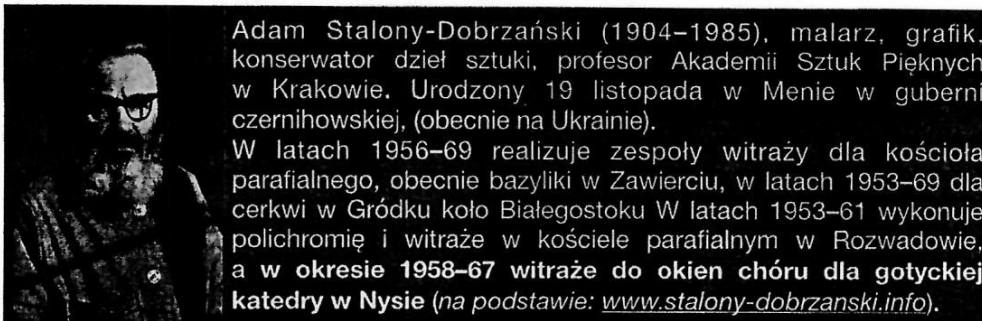 Adam Stalony-Dobrzański (1904–1985), malarz, grafik,
konserwator dzieł sztuki, profesor Akademii Sztuk Pięknych
w Krakowie. Urodzony 19 listopada w Menie w guberni
czernihowskiej, (obecnie na Ukrainie).
W latach 1956–69 realizuje zespoły witraży dla kościoła
parafialnego, obecnie bazyliki w Zawierciu, w latach 1953–69 dla
cerkwi w Gródku koło Białegostoku W latach 1953–61 wykonuje
polichromię i witraże w kościele parafialnym w Rozwadowie,
a w okresie 1958–67 witraże do okien chóru dla gotyckiej
katedry w Nysie (na podstawie: www.stalony-dobrzanski.info).